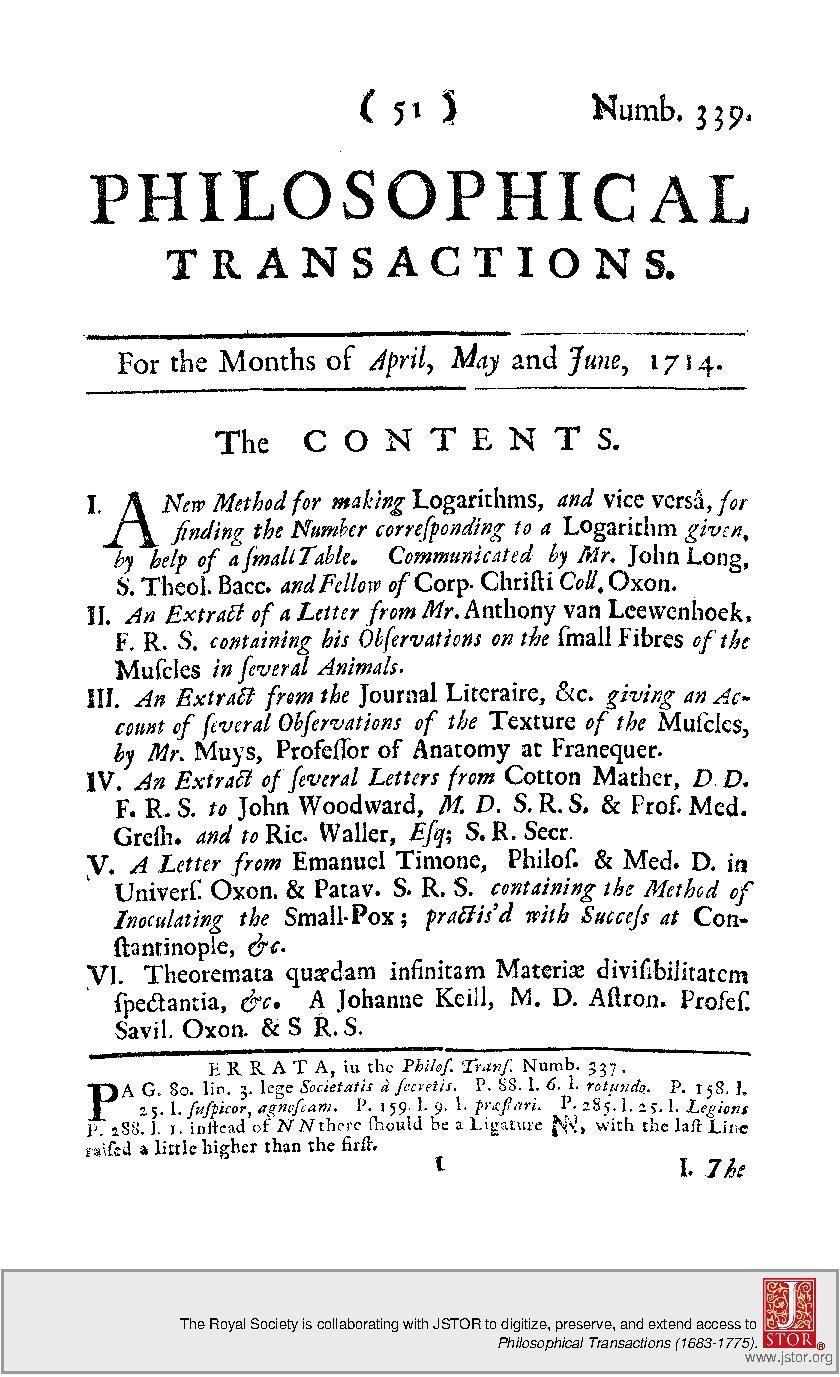 ( 51 ) Numb. 339.
PHILOSOPHICAL
TRANSACTIONS.
For the Months of April, May and June, 1714.
The CONTENTS.
I. A New Method for making Logarithms, and vice versâ, for
finding the Number correſponding to a Logarithm given,
by help of a ſmall Table. Communicated by Mr. John Long,
S. Theol. Bacc. and Fellow of Corp. Chriſti Coll. Oxon.
II. An Extract of a Letter from Mr. Anthony van Leewenhoek,
F. R. S. containing his Obſervations on the ſmall Fibres of the
Muſcles in ſeveral Animals.
III. An Extract from the Journal Literaire, &c. giving an Ac-
count of ſeveral Obſervations of the Texture of the Muſcles,
by Mr. Muys, Profeſſor of Anatomy at Franequer.
IV. An Extract of ſeveral Letters from Cotton Mather, D. D.
F. R. S. to John Woodward, M. D. S. R. S. & Prof. Med.
Greſh. and to Ric. Waller, Eſq; S. R. Secr.
V. A Letter from Emanuel Timone, Philoſ. & Med. D. in
Univerſ. Oxon. & Patav. S. R. S. containing the Method of
Inoculating the Small-Pox; practis'd with Succeſs at Con-
ſtantinople, &c.
VI. Theoremata quædam infinitam Materiæ diviſibilitatem
ſpectantia, &c. A Johanne Keill, M. D. Aſtron. Profeſ.
Savil. Oxon. & S R. S.
ERRATA, in the Philoſ. Tranſ. Numb. 337.
PAG. 80. lin. 3. lege Societatis à ſecretis. P. 88. l. 6. l. rotunda. P. 158. l.
25. l. ſuſpicor, agnoſcam. P. 159. l. 9. l. præſtari. P. 285. l. 25. l. Legions
P. 288. l. 1. inſtead of NN there ſhould be a Ligature, with the laſt Line
raiſed a little higher than the firſt.
I. The
The Royal Society is collaborating with JSTOR to digitize, preserve, and extend access to
Philosophical Transactions (1683-1775).
JSTOR
www.jstor.org